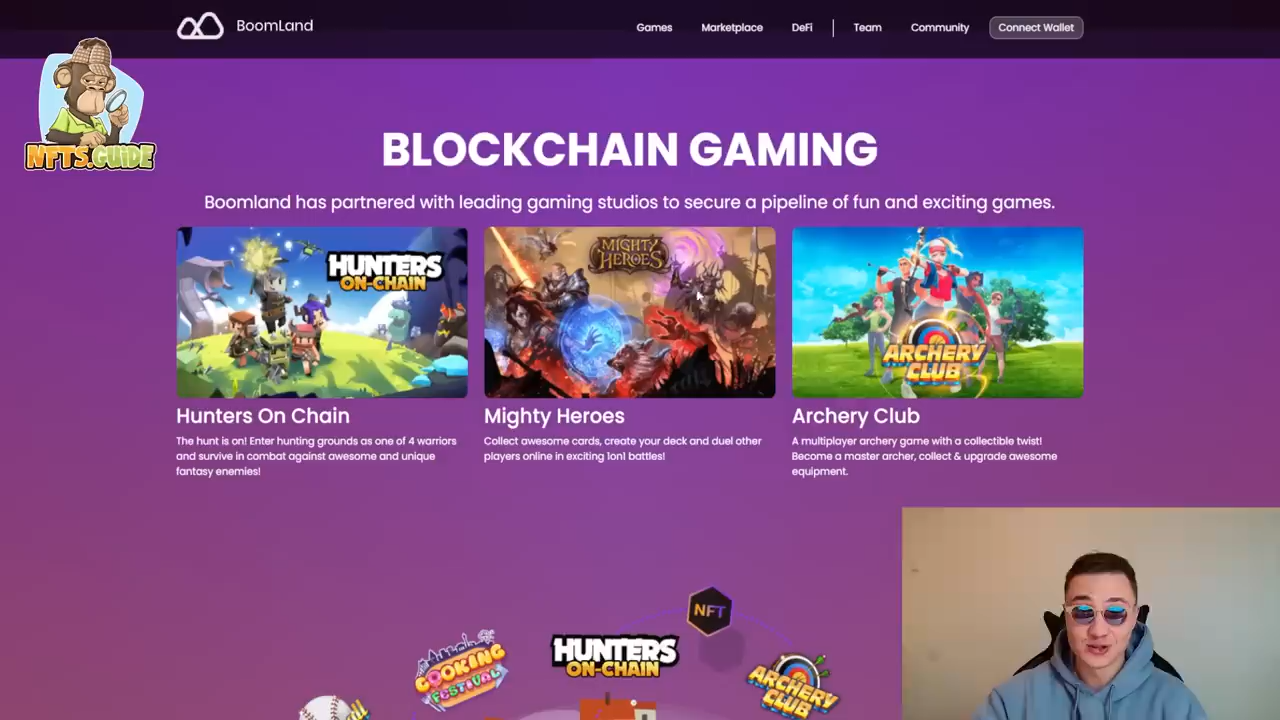 BoomLand
Games
Marketplace
DeFi
Team
Community
Connect Wallet
NFTS.GUIDE
BLOCKCHAIN GAMING
Boomland has partnered with leading gaming studios to secure a pipeline of fun and exciting games.
HUNTERS
ON-CHAIN
MIGHTY
HEROES
ARCHERY
CLUB
Hunters On Chain
The hunt is on! Enter hunting grounds as one of 4 warriors
and survive in combat against awesome and unique
fantasy enemies!
Mighty Heroes
Collect awesome cards, create your deck and duel other
players online in exciting 1on1 battles!
Archery Club
A multiplayer archery game with a collectible twist!
Become a master archer, collect & upgrade awesome
equipment.
NFT
COOKING
FESTIVAL
HUNTERS
ON-CHAIN
ARCHERY
CLUB